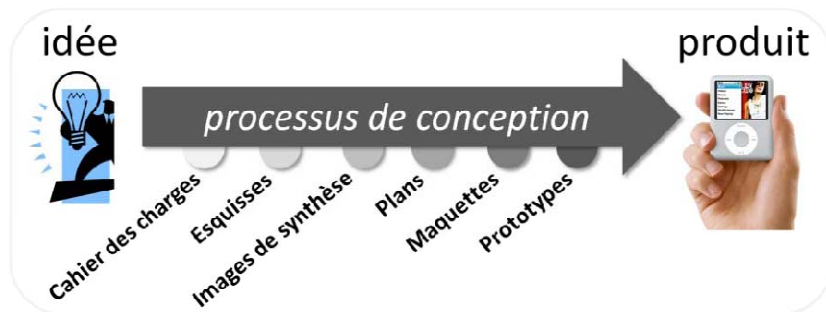 idée
produit
processus de conception
Cahier des charges
Esquisses
Images de synthèse
Plans
Maquettes
Prototypes